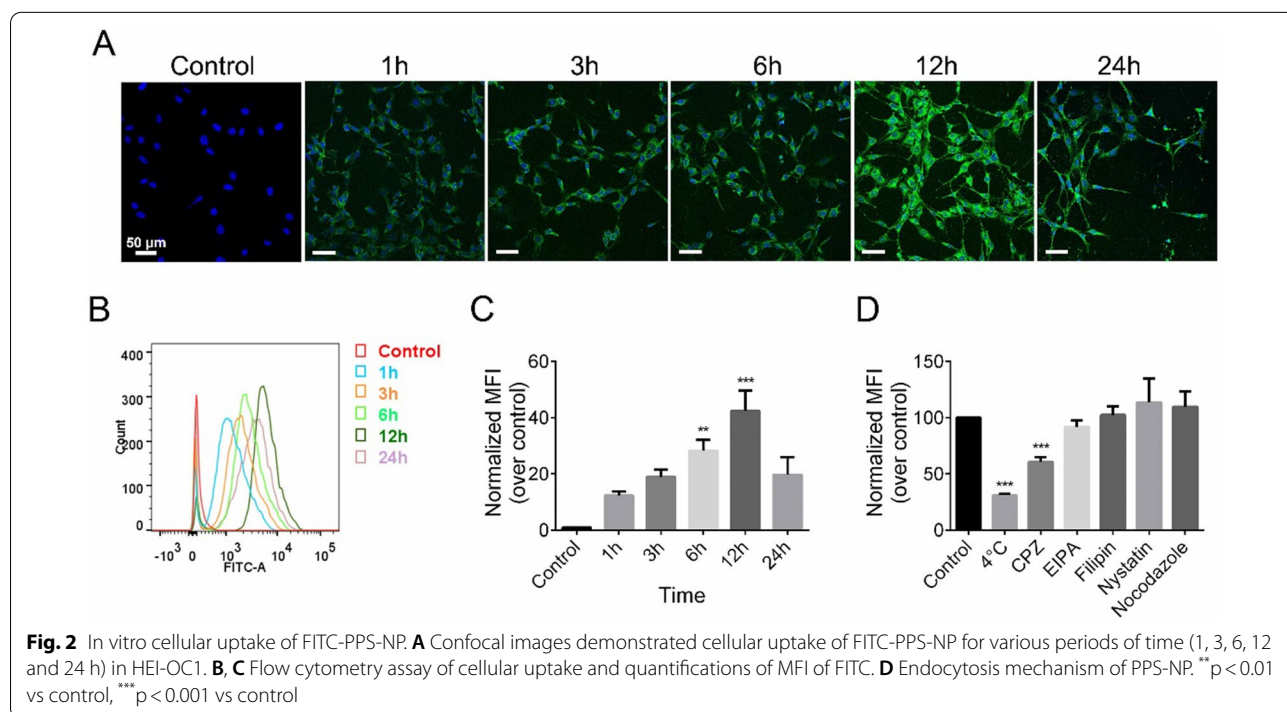 A
Control
1h
3h
6h
12h
24h
50 µm
B
400
300
200
100
0
Count
-10³ 0 10³ 10⁴ 10⁵
FITC-A
Control
1h
3h
6h
12h
24h
C
Normalized MFI
(over control)
60
40
20
0
**
***
Control
1h
3h
6h
12h
24h
Time
D
Normalized MFI
(over control)
150
100
50
0
***
***
Control
4°C
CPZ
EIPA
Filipin
Nystatin
Nocodazole
Fig. 2 In vitro cellular uptake of FITC-PPS-NP. A Confocal images demonstrated cellular uptake of FITC-PPS-NP for various periods of time (1, 3, 6, 12
and 24 h) in HEI-OC1. B, C Flow cytometry assay of cellular uptake and quantifications of MFI of FITC. D Endocytosis mechanism of PPS-NP. **p < 0.01
vs control, ***p < 0.001 vs control